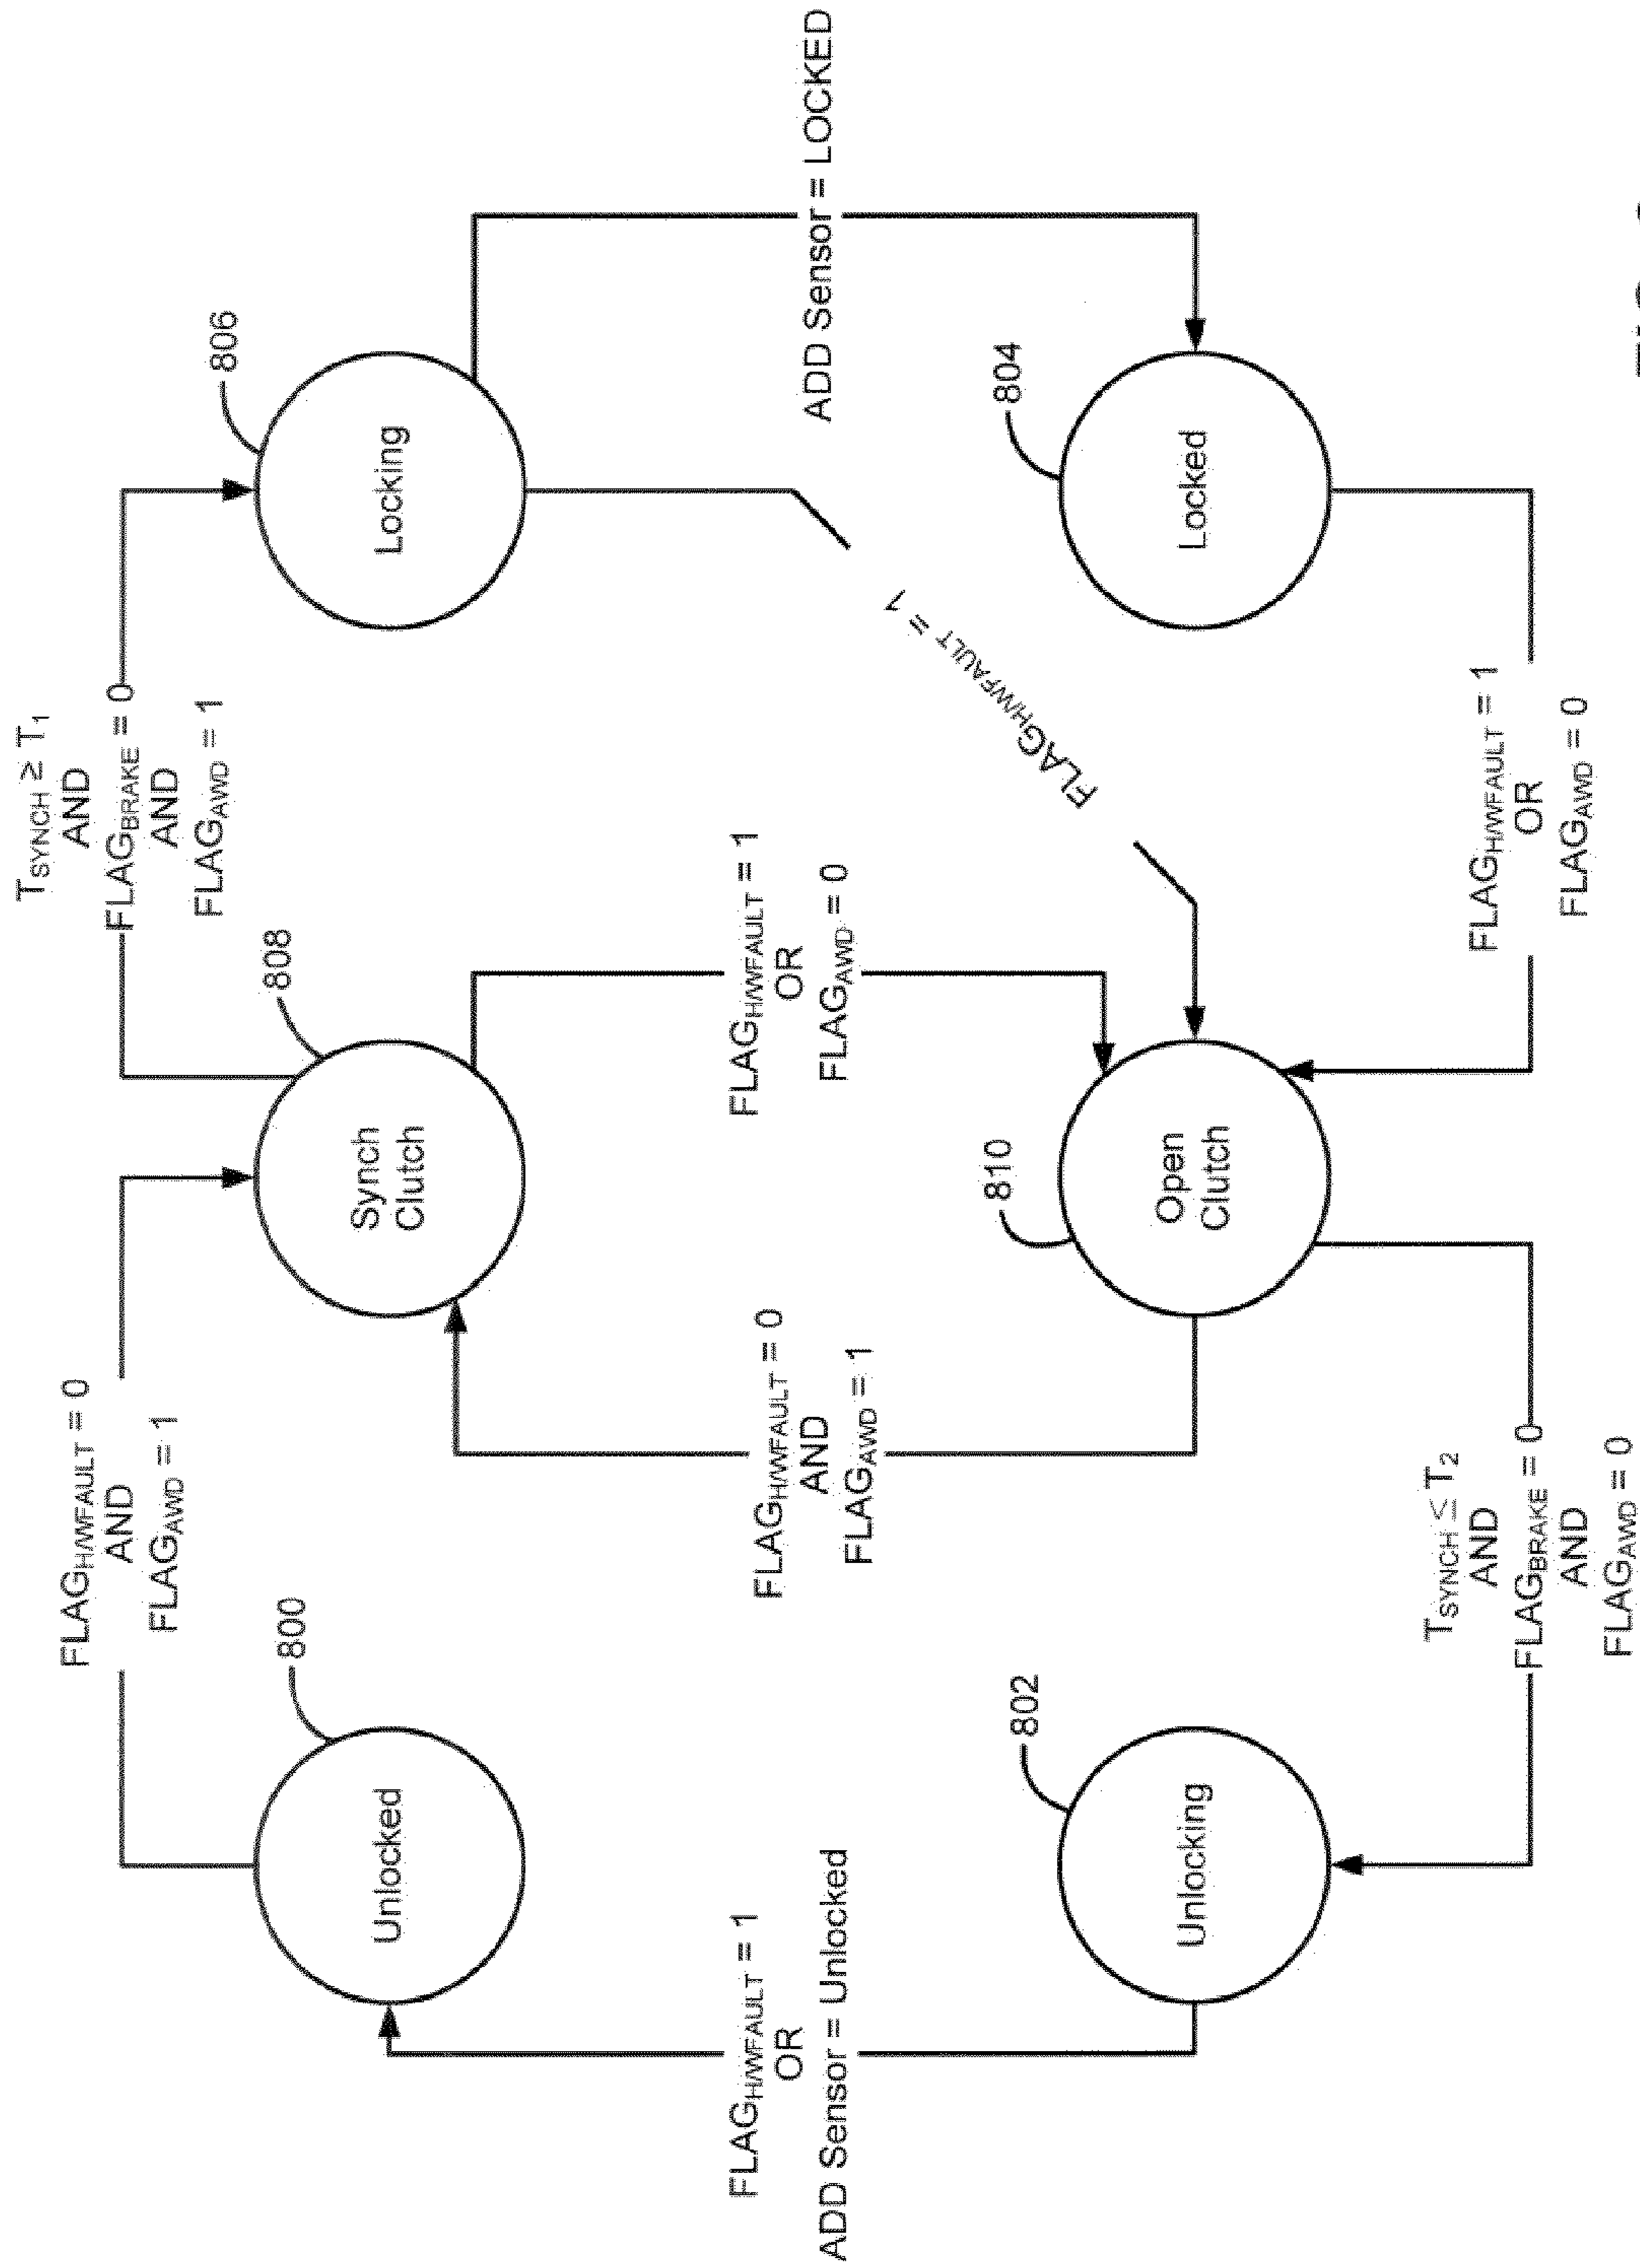 FLAGH/WFAULT = 0
AND
FLAGAWD = 1
TSYNCH ≥ T1
AND
FLAGBRAKE = 0
AND
FLAGAWD = 1
800
Unlocked
808
Synch
Clutch
806
Locking
FLAGH/WFAULT = 1
OR
ADD Sensor = Unlocked
FLAGH/WFAULT = 0
AND
FLAGAWD = 1
FLAGH/WFAULT = 1
OR
FLAGAWD = 0
FLAGH/WFAULT = 1
ADD Sensor = LOCKED
802
Unlocking
810
Open
Clutch
804
Locked
TSYNCH ≤ T2
AND
FLAGBRAKE = 0
AND
FLAGAWD = 0
FLAGH/WFAULT = 1
OR
FLAGAWD = 0